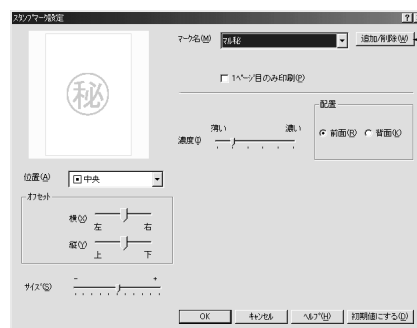 スタンプマーク設定
?
マーク名(M)
マル秘
追加/削除(W)
1ページ目のみ印刷(P)
秘
配置
薄い
濃い
濃度(I)
前面(R)
背面(K)
位置(A)
中央
オフセット
横(X)
左
右
縦(Y)
上
下
サイズ(S)
-
+
OK
キャンセル
ヘルプ(H)
初期値にする(D)